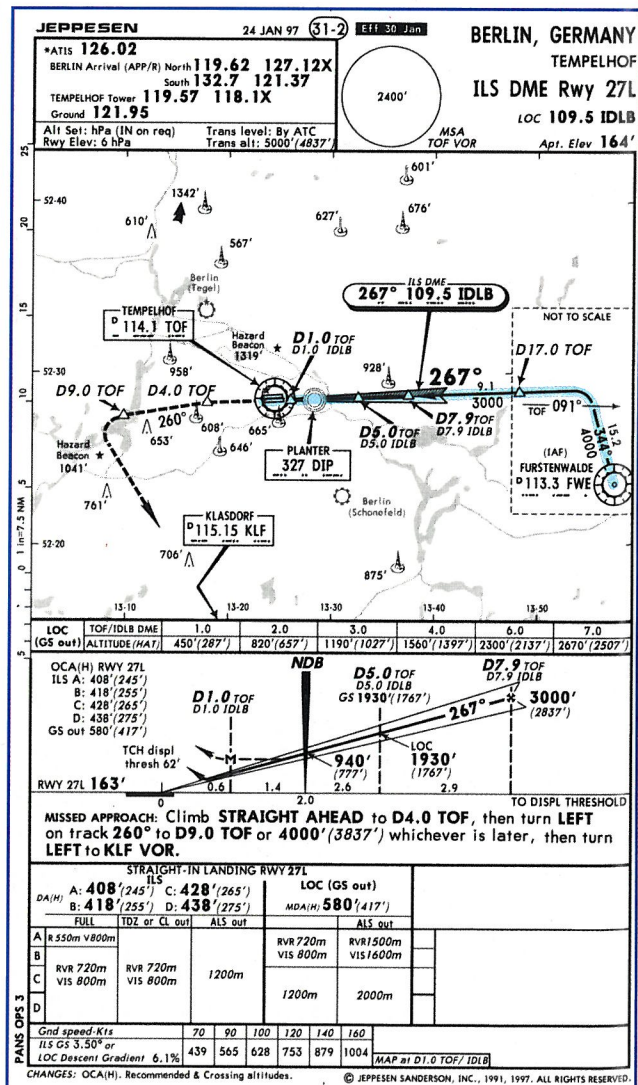 JEPPESEN 24 JAN 97 31-2 Eff 30 Jan
BERLIN, GERMANY
TEMPELHOF
ILS DME Rwy 27L
LOC 109.5 IDLB
Apt. Elev 164'
*ATIS 126.02
BERLIN Arrival (APP/R) North 119.62 127.12X
South 132.7 121.37
TEMPELHOF Tower 119.57 118.1X
Ground 121.95
Alt Set: hPa (IN on req) Trans level: By ATC
Rwy Elev: 6 hPa Trans alt: 5000'(4837')
2400'
MSA
TOF VOR
601'
52-40
1342'
627'
676'
610'
567'
Berlin
(Tegel)
ILS DME
267° 109.5 IDLB
NOT TO SCALE
TEMPELHOF
D 114.1 TOF
Hazard
Beacon
1319'
D1.0 TOF
D1.0 IDLB
D17.0 TOF
958'
928'
267°
52-30
D9.0 TOF
D4.0 TOF
9.1
3000
TOF 091°
260°
D5.0 TOF
D5.0 IDLB
D7.9 TOF
D7.9 IDLB
15.2
344°
4000
653'
608'
665'
646'
Hazard
Beacon
1041'
PLANTER
327 DIP
(IAF)
FURSTENWALDE
D 113.3 FWE
761'
Berlin
(Schonefeld)
KLASDORF
D 115.15 KLF
52-20
706'
875'
1 in=7.5 NM
25
20
15
10
5
0
5
13-10 13-20 13-30 13-40 13-50
LOC (GS out) TOF/IDLB DME 1.0 2.0 3.0 4.0 6.0 7.0
ALTITUDE(HAT) 450'(287') 820'(657') 1190'(1027') 1560'(1397') 2300'(2137') 2670'(2507')
OCA(H) RWY 27L
ILS A: 408'(245')
B: 418'(255')
C: 428'(265')
D: 438'(275')
GS out 580'(417')
D1.0 TOF
D1.0 IDLB
NDB
D5.0 TOF
D5.0 IDLB
GS 1930'(1767')
D7.9 TOF
D7.9 IDLB
267°
3000'
(2837')
M
TCH displ
thresh 62'
940'
(777')
LOC
1930'
(1767')
RWY 27L 163'
0.6 1.4 2.6 2.9
0 2.0 TO DISPL THRESHOLD
MISSED APPROACH: Climb STRAIGHT AHEAD to D4.0 TOF, then turn LEFT
on track 260° to D9.0 TOF or 4000'(3837') whichever is later, then turn
LEFT to KLF VOR.
STRAIGHT-IN LANDING RWY 27L
ILS LOC (GS out)
DA(H) A: 408'(245') C: 428'(265')
B: 418'(255') D: 438'(275')
MDA(H) 580'(417')
FULL TDZ or CL out ALS out ALS out
A R 550m V 800m
B
C
D
RVR 720m
VIS 800m
RVR 720m
VIS 800m
1200m
RVR 720m
VIS 800m
RVR 1500m
VIS 1600m
1200m
2000m
Gnd speed-Kts 70 90 100 120 140 160
ILS GS 3.50° or
LOC Descent Gradient 6.1% 439 565 628 753 879 1004
MAP at D1.0 TOF/IDLB
PANS OPS 3
CHANGES: OCA(H). Recommended & Crossing altitudes. © JEPPESEN SANDERSON, INC., 1991, 1997. ALL RIGHTS RESERVED.